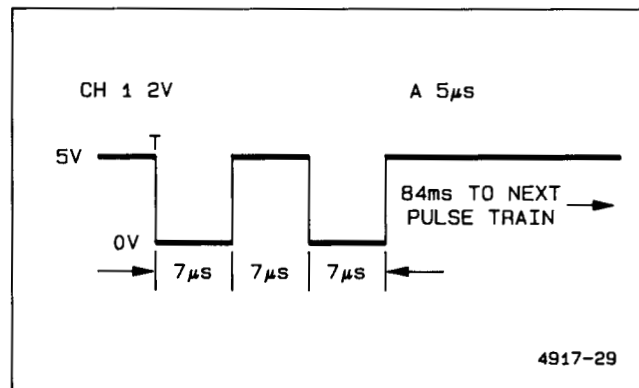 CH 1 2V A 5µs
T
5V
84ms TO NEXT
PULSE TRAIN
0V
7µs 7µs 7µs
4917-29